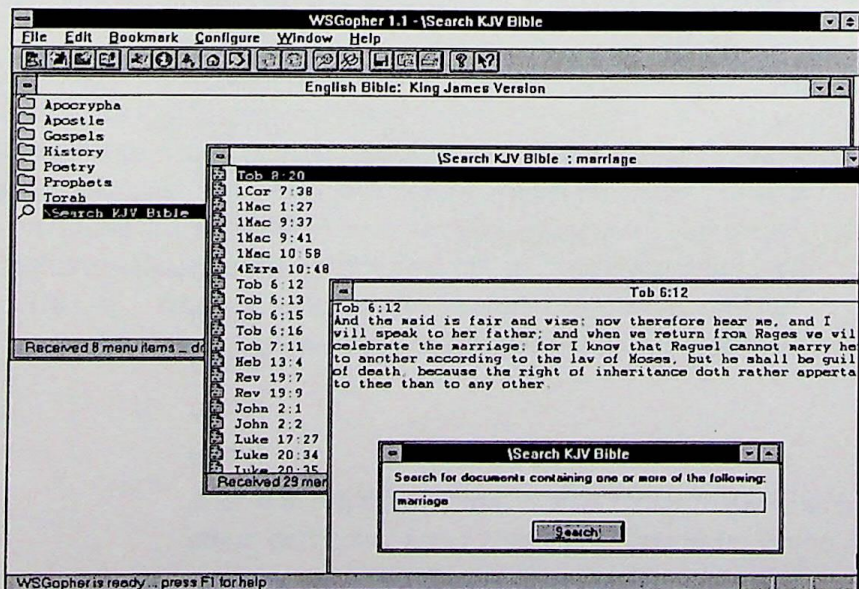 WSGopher 1.1 - \Search KJV Bible
File Edit Bookmark Configure Window Help
English Bible: King James Version
Apocrypha
Apostle
Gospels
History
Poetry
Prophets
Torah
\Search KJV Bible
Received 8 menu items ... do
\Search KJV Bible : marriage
Tob 8:20
1Cor 7:38
1Mac 1:27
1Mac 9:37
1Mac 9:41
1Mac 10:58
4Ezra 10:48
Tob 6:12
Tob 6:13
Tob 6:15
Tob 6:16
Tob 7:11
Heb 13:4
Rev 19:7
Rev 19:9
John 2:1
John 2:2
Luke 17:27
Luke 20:34
Luke 20:35
Received 29 men
Tob 6:12
Tob 6:12
And the maid is fair and wise: now therefore hear me, and I
will speak to her father; and when we return from Rages we wil
celebrate the marriage: for I know that Raguel cannot marry he
to another according to the law of Moses, but he shall be guil
of death, because the right of inheritance doth rather apperta
to thee than to any other.
\Search KJV Bible
Search for documents containing one or more of the following:
marriage
Search!
WSGopher is ready ... press F1 for help